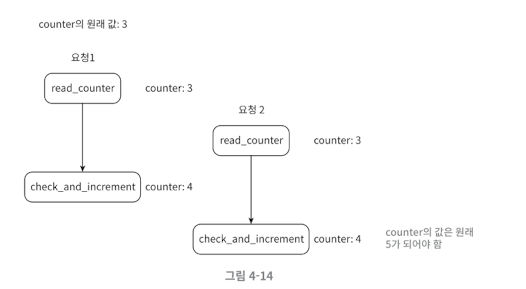 counter의 원래 값: 3
요청1
read_counter
counter: 3
요청 2
read_counter
counter: 3
check_and_increment
counter: 4
check_and_increment
counter: 4
counter의 값은 원래
5가 되어야 함
그림 4-14